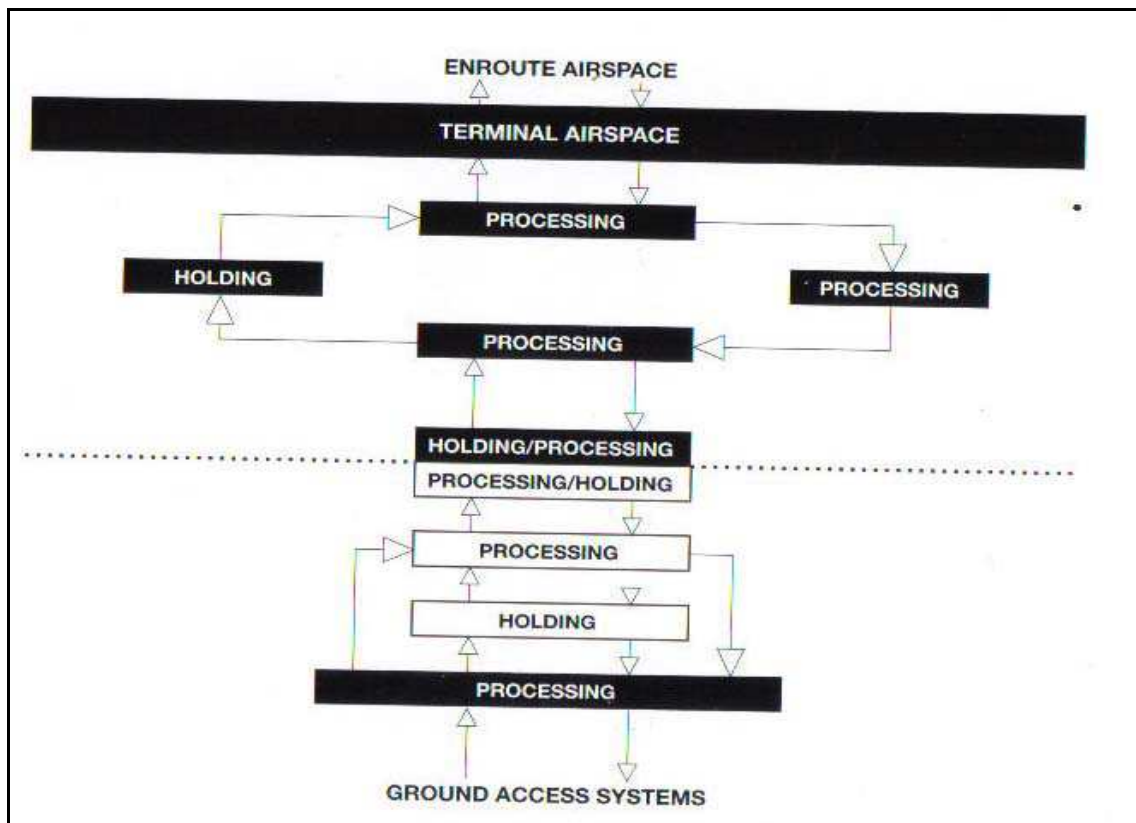 ENROUTE AIRSPACE
TERMINAL AIRSPACE
PROCESSING
HOLDING
PROCESSING
PROCESSING
HOLDING/PROCESSING
PROCESSING/HOLDING
PROCESSING
HOLDING
PROCESSING
GROUND ACCESS SYSTEMS